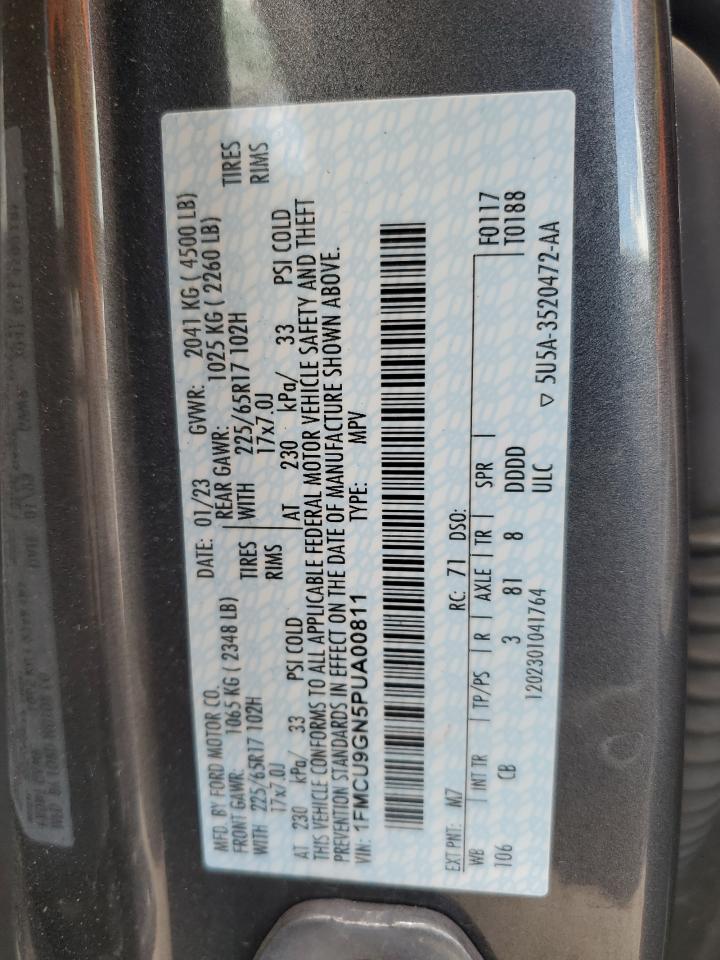 MFD. BY FORD MOTOR CO.
DATE: 01/23 GVWR: 2041 KG ( 4500 LB)
FRONT GAWR: 1065 KG ( 2348 LB) REAR GAWR: 1025 KG ( 2260 LB)
WITH 225/65R17 102H TIRES WITH 225/65R17 102H TIRES
17x7.0J RIMS 17x7.0J RIMS
AT 230 kPa/ 33 PSI COLD AT 230 kPa/ 33 PSI COLD
THIS VEHICLE CONFORMS TO ALL APPLICABLE FEDERAL MOTOR VEHICLE SAFETY AND THEFT
PREVENTION STANDARDS IN EFFECT ON THE DATE OF MANUFACTURE SHOWN ABOVE.
VIN: 1FMCU9GN5PUA00811 TYPE: MPV
EXT PNT: M7 RC: 71 DSO:
WB INT TR TP/PS R AXLE TR SPR F0117
106 CB 3 81 8 DDDD T0188
ULC
1202301041764 ▽ 5U5A-3520472-AA